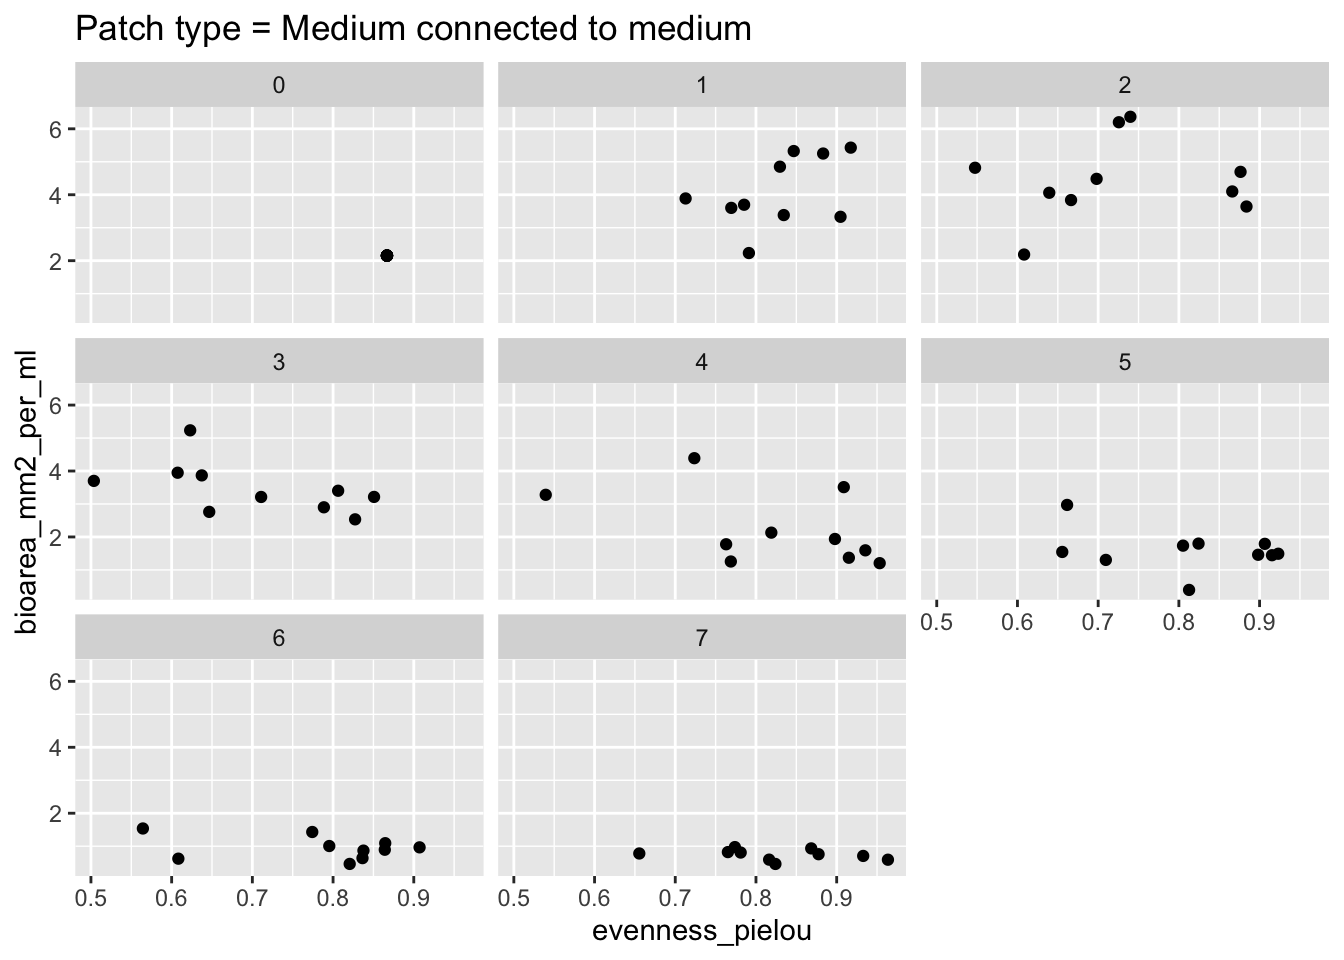 Patch type = Medium connected to medium
0 1 2
6
4
2
3 4 5
6
4
2
0.5 0.6 0.7 0.8 0.9
6 7
6
4
2
0.5 0.6 0.7 0.8 0.9 0.5 0.6 0.7 0.8 0.9
evenness_pielou
bioarea_mm2_per_ml